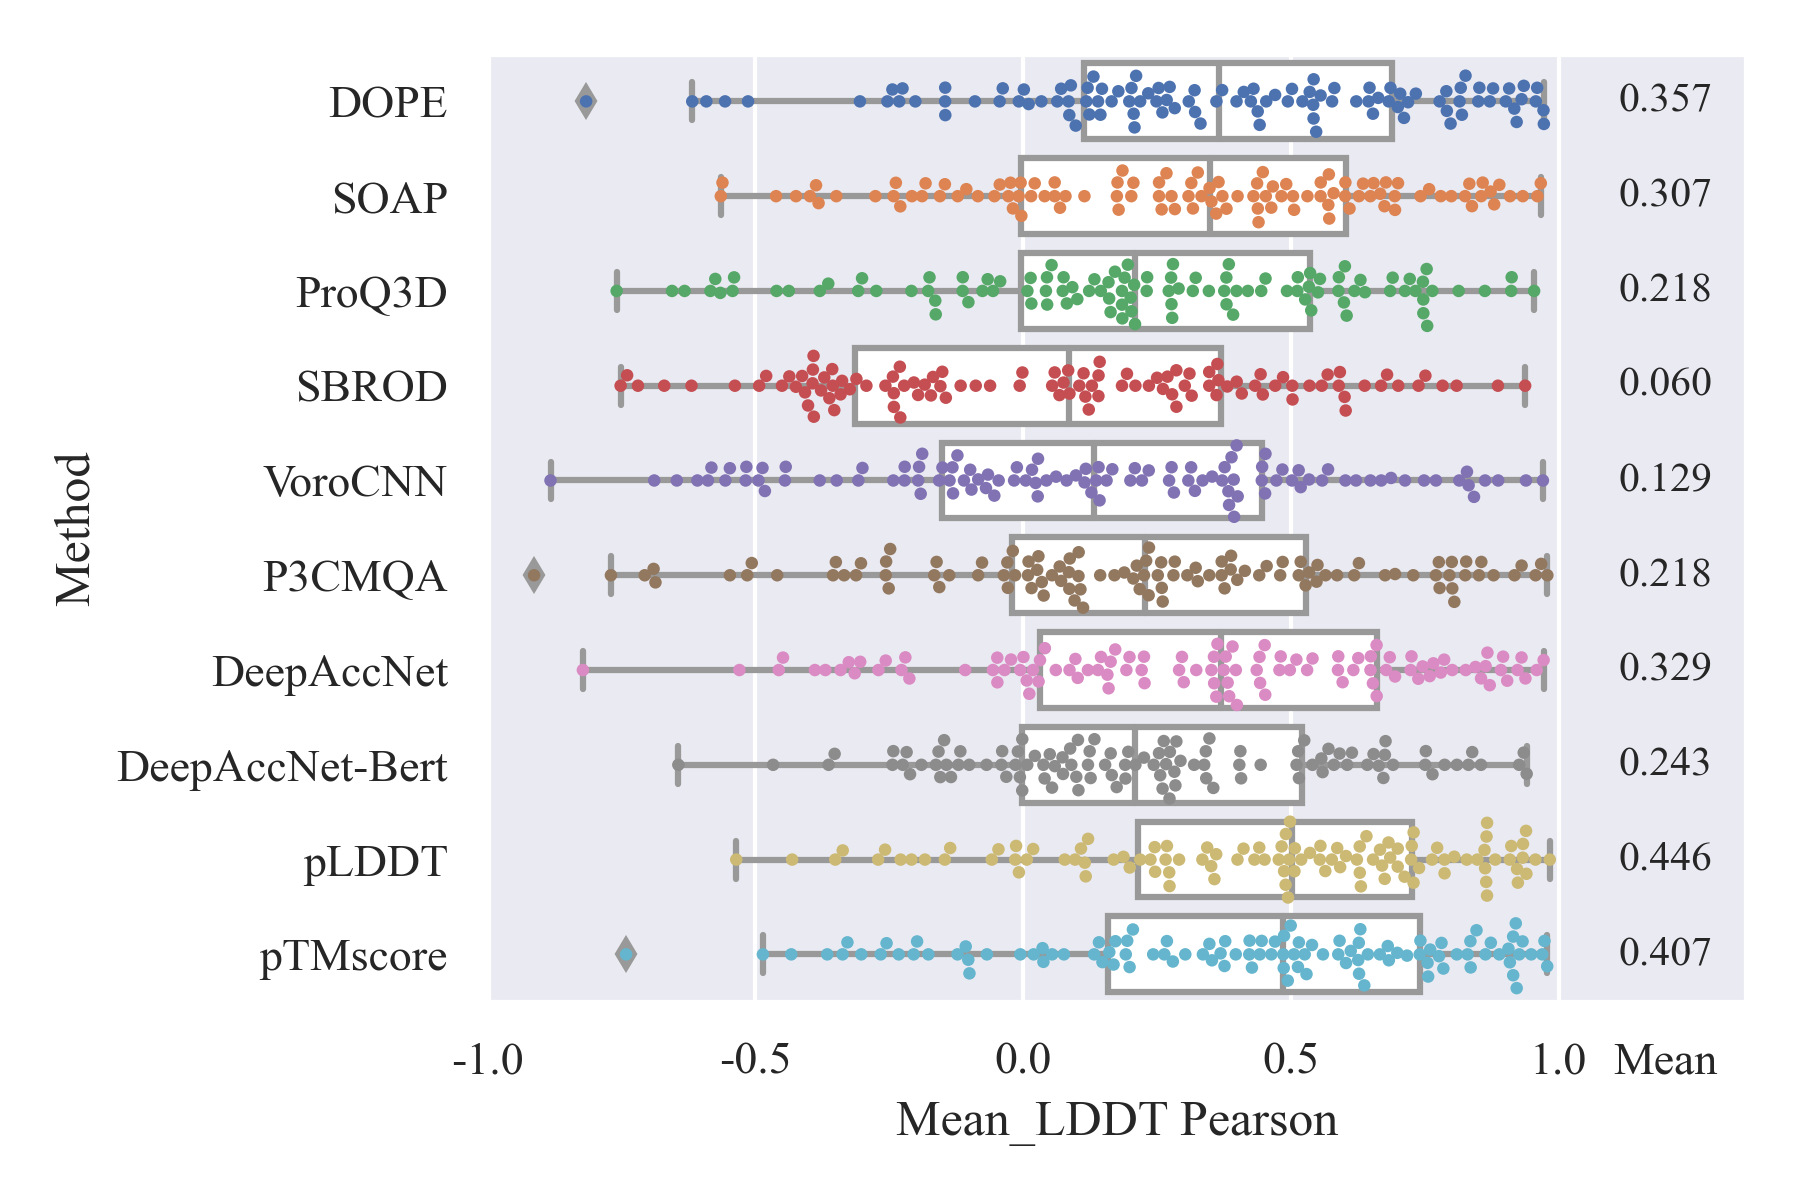 DOPE 0.357
SOAP 0.307
ProQ3D 0.218
SBROD 0.060
VoroCNN 0.129
P3CMQA 0.218
DeepAccNet 0.329
DeepAccNet-Bert 0.243
pLDDT 0.446
pTMscore 0.407
Method
-1.0 -0.5 0.0 0.5 1.0 Mean
Mean_LDDT Pearson